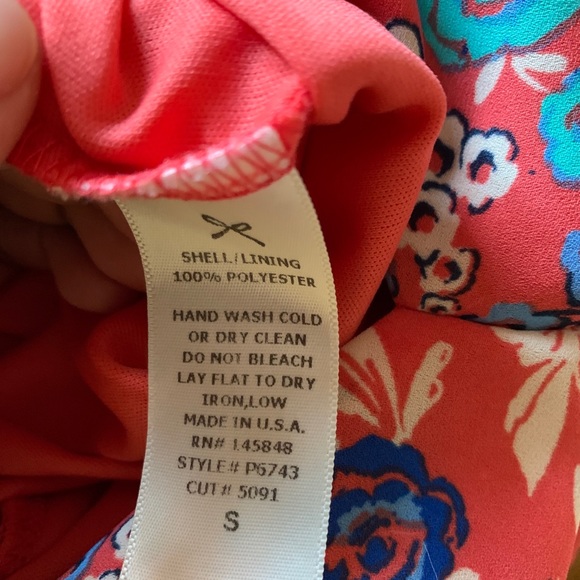 SHELL/LINING
100% POLYESTER
HAND WASH COLD
OR DRY CLEAN
DO NOT BLEACH
LAY FLAT TO DRY
IRON,LOW
MADE IN U.S.A.
RN# 145848
STYLE# P6743
CUT# 5091
S